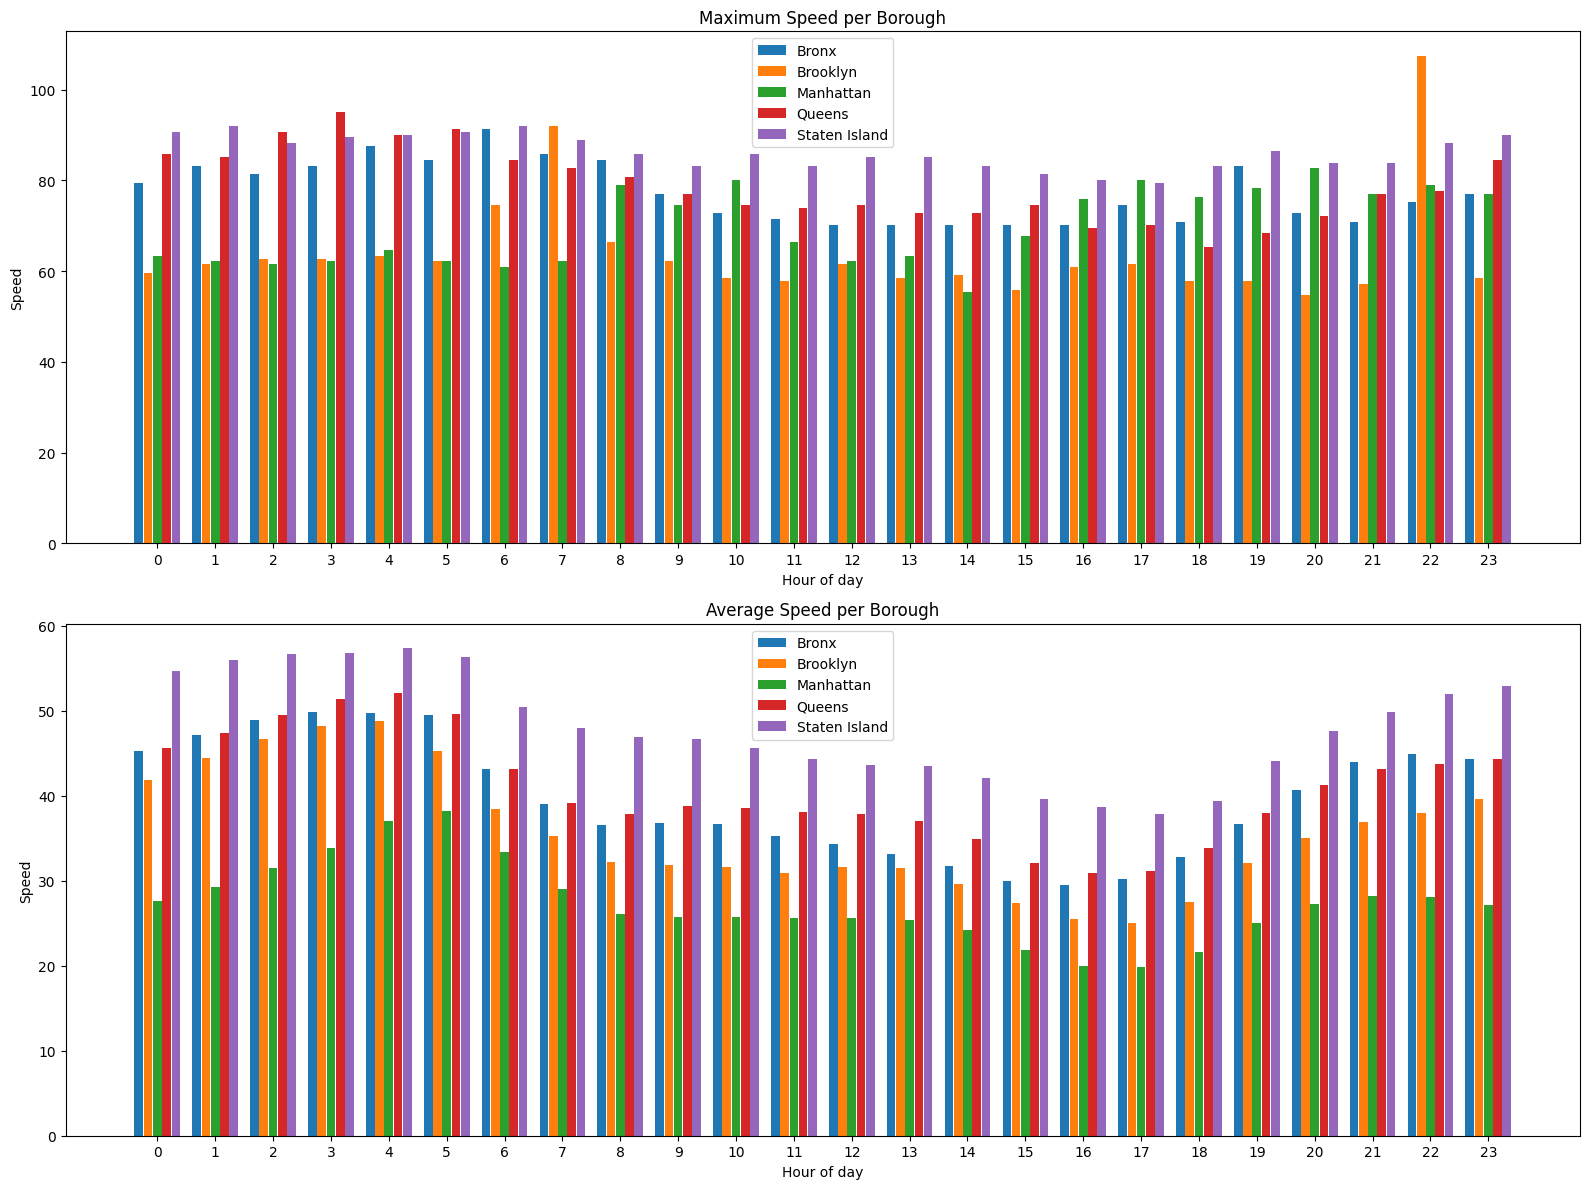 Maximum Speed per Borough
Bronx
Brooklyn
Manhattan
Queens
Staten Island
100
80
60
40
20
0
Speed
0 1 2 3 4 5 6 7 8 9 10 11 12 13 14 15 16 17 18 19 20 21 22 23
Hour of day
Average Speed per Borough
Bronx
Brooklyn
Manhattan
Queens
Staten Island
60
50
40
30
20
10
0
Speed
0 1 2 3 4 5 6 7 8 9 10 11 12 13 14 15 16 17 18 19 20 21 22 23
Hour of day